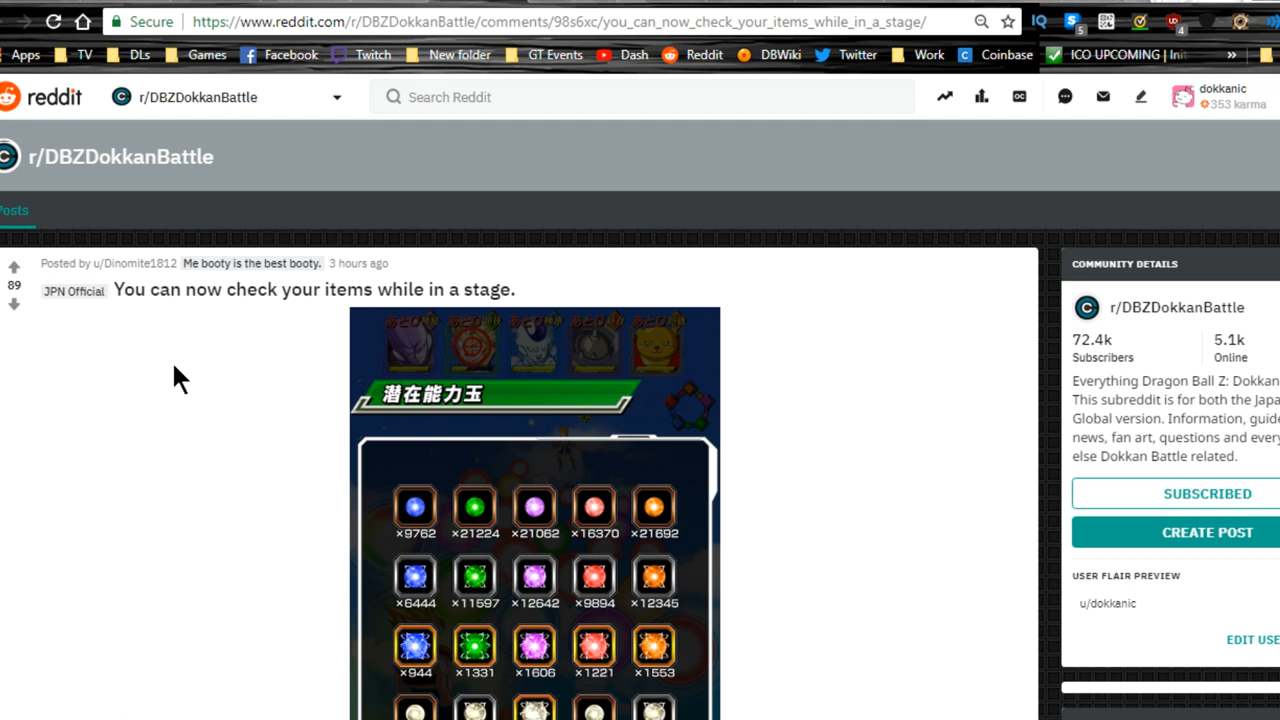 Secure https://www.reddit.com/r/DBZDokkanBattle/comments/98s6xc/you_can_now_check_your_items_while_in_a_stage/
IQ 5 4
Apps TV DLs Games Facebook Twitch New folder GT Events Dash Reddit DBWiki Twitter Work Coinbase ICO UPCOMING | Init »
reddit r/DBZDokkanBattle Search Reddit OC dokkanic
353 karma
r/DBZDokkanBattle
Posts
Posted by u/Dinomite1812 Me booty is the best booty. 3 hours ago
89
JPN Official You can now check your items while in a stage.
潜在能力玉
×9762 ×21224 ×21062 ×16370 ×21692
×6444 ×11597 ×12642 ×9894 ×12345
×944 ×1331 ×1606 ×1221 ×1553
COMMUNITY DETAILS
r/DBZDokkanBattle
72.4k 5.1k
Subscribers Online
Everything Dragon Ball Z: Dokkan
This subreddit is for both the Japa
Global version. Information, guide
news, fan art, questions and every
else Dokkan Battle related.
SUBSCRIBED
CREATE POST
USER FLAIR PREVIEW
u/dokkanic
EDIT USE